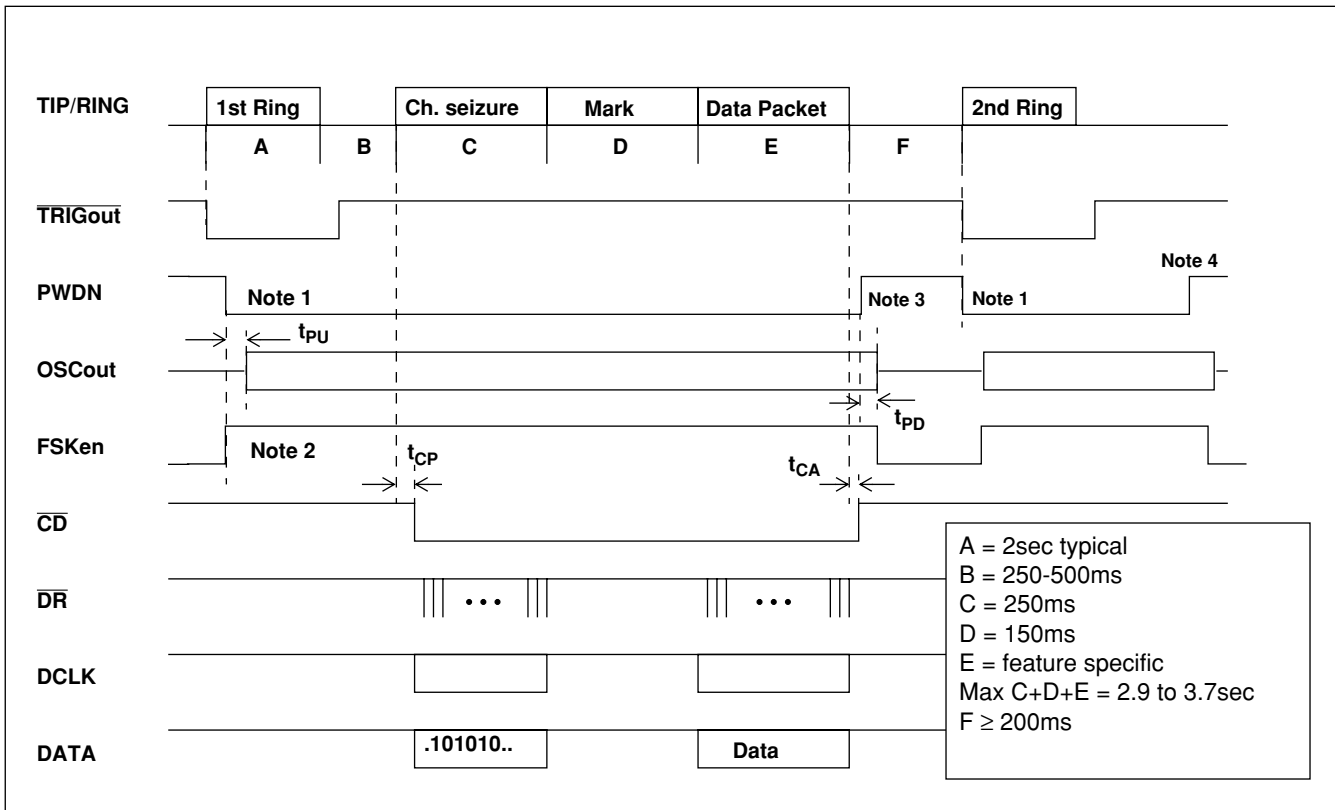 TIP/RING 1st Ring Ch. seizure Mark Data Packet 2nd Ring
A B C D E F
TRIGout
PWDN Note 1 Note 3 Note 1 Note 4
tPU
OSCout
tPD
FSKen Note 2 tCP
tCA
CD
DR ••• •••
DCLK
DATA .101010.. Data
A = 2sec typical
B = 250-500ms
C = 250ms
D = 150ms
E = feature specific
Max C+D+E = 2.9 to 3.7sec
F ≥ 200ms